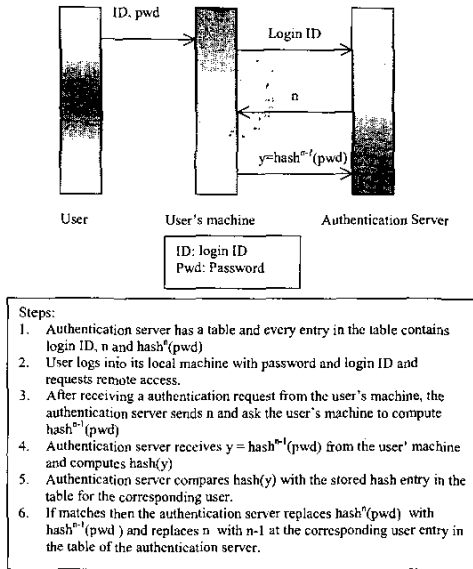 ID, pwd
Login ID
n
y=hashⁿ⁻¹(pwd)
User
User's machine
Authentication Server
ID: login ID
Pwd: Password
Steps:
1. Authentication server has a table and every entry in the table contains
login ID, n and hashⁿ(pwd)
2. User logs into its local machine with password and login ID and
requests remote access.
3. After receiving a authentication request from the user's machine, the
authentication server sends n and ask the user's machine to compute
hashⁿ⁻¹(pwd)
4. Authentication server receives y = hashⁿ⁻¹(pwd) from the user' machine
and computes hash(y)
5. Authentication server compares hash(y) with the stored hash entry in the
table for the corresponding user.
6. If matches then the authentication server replaces hashⁿ(pwd) with
hashⁿ⁻¹(pwd ) and replaces n with n-1 at the corresponding user entry in
the table of the authentication server.